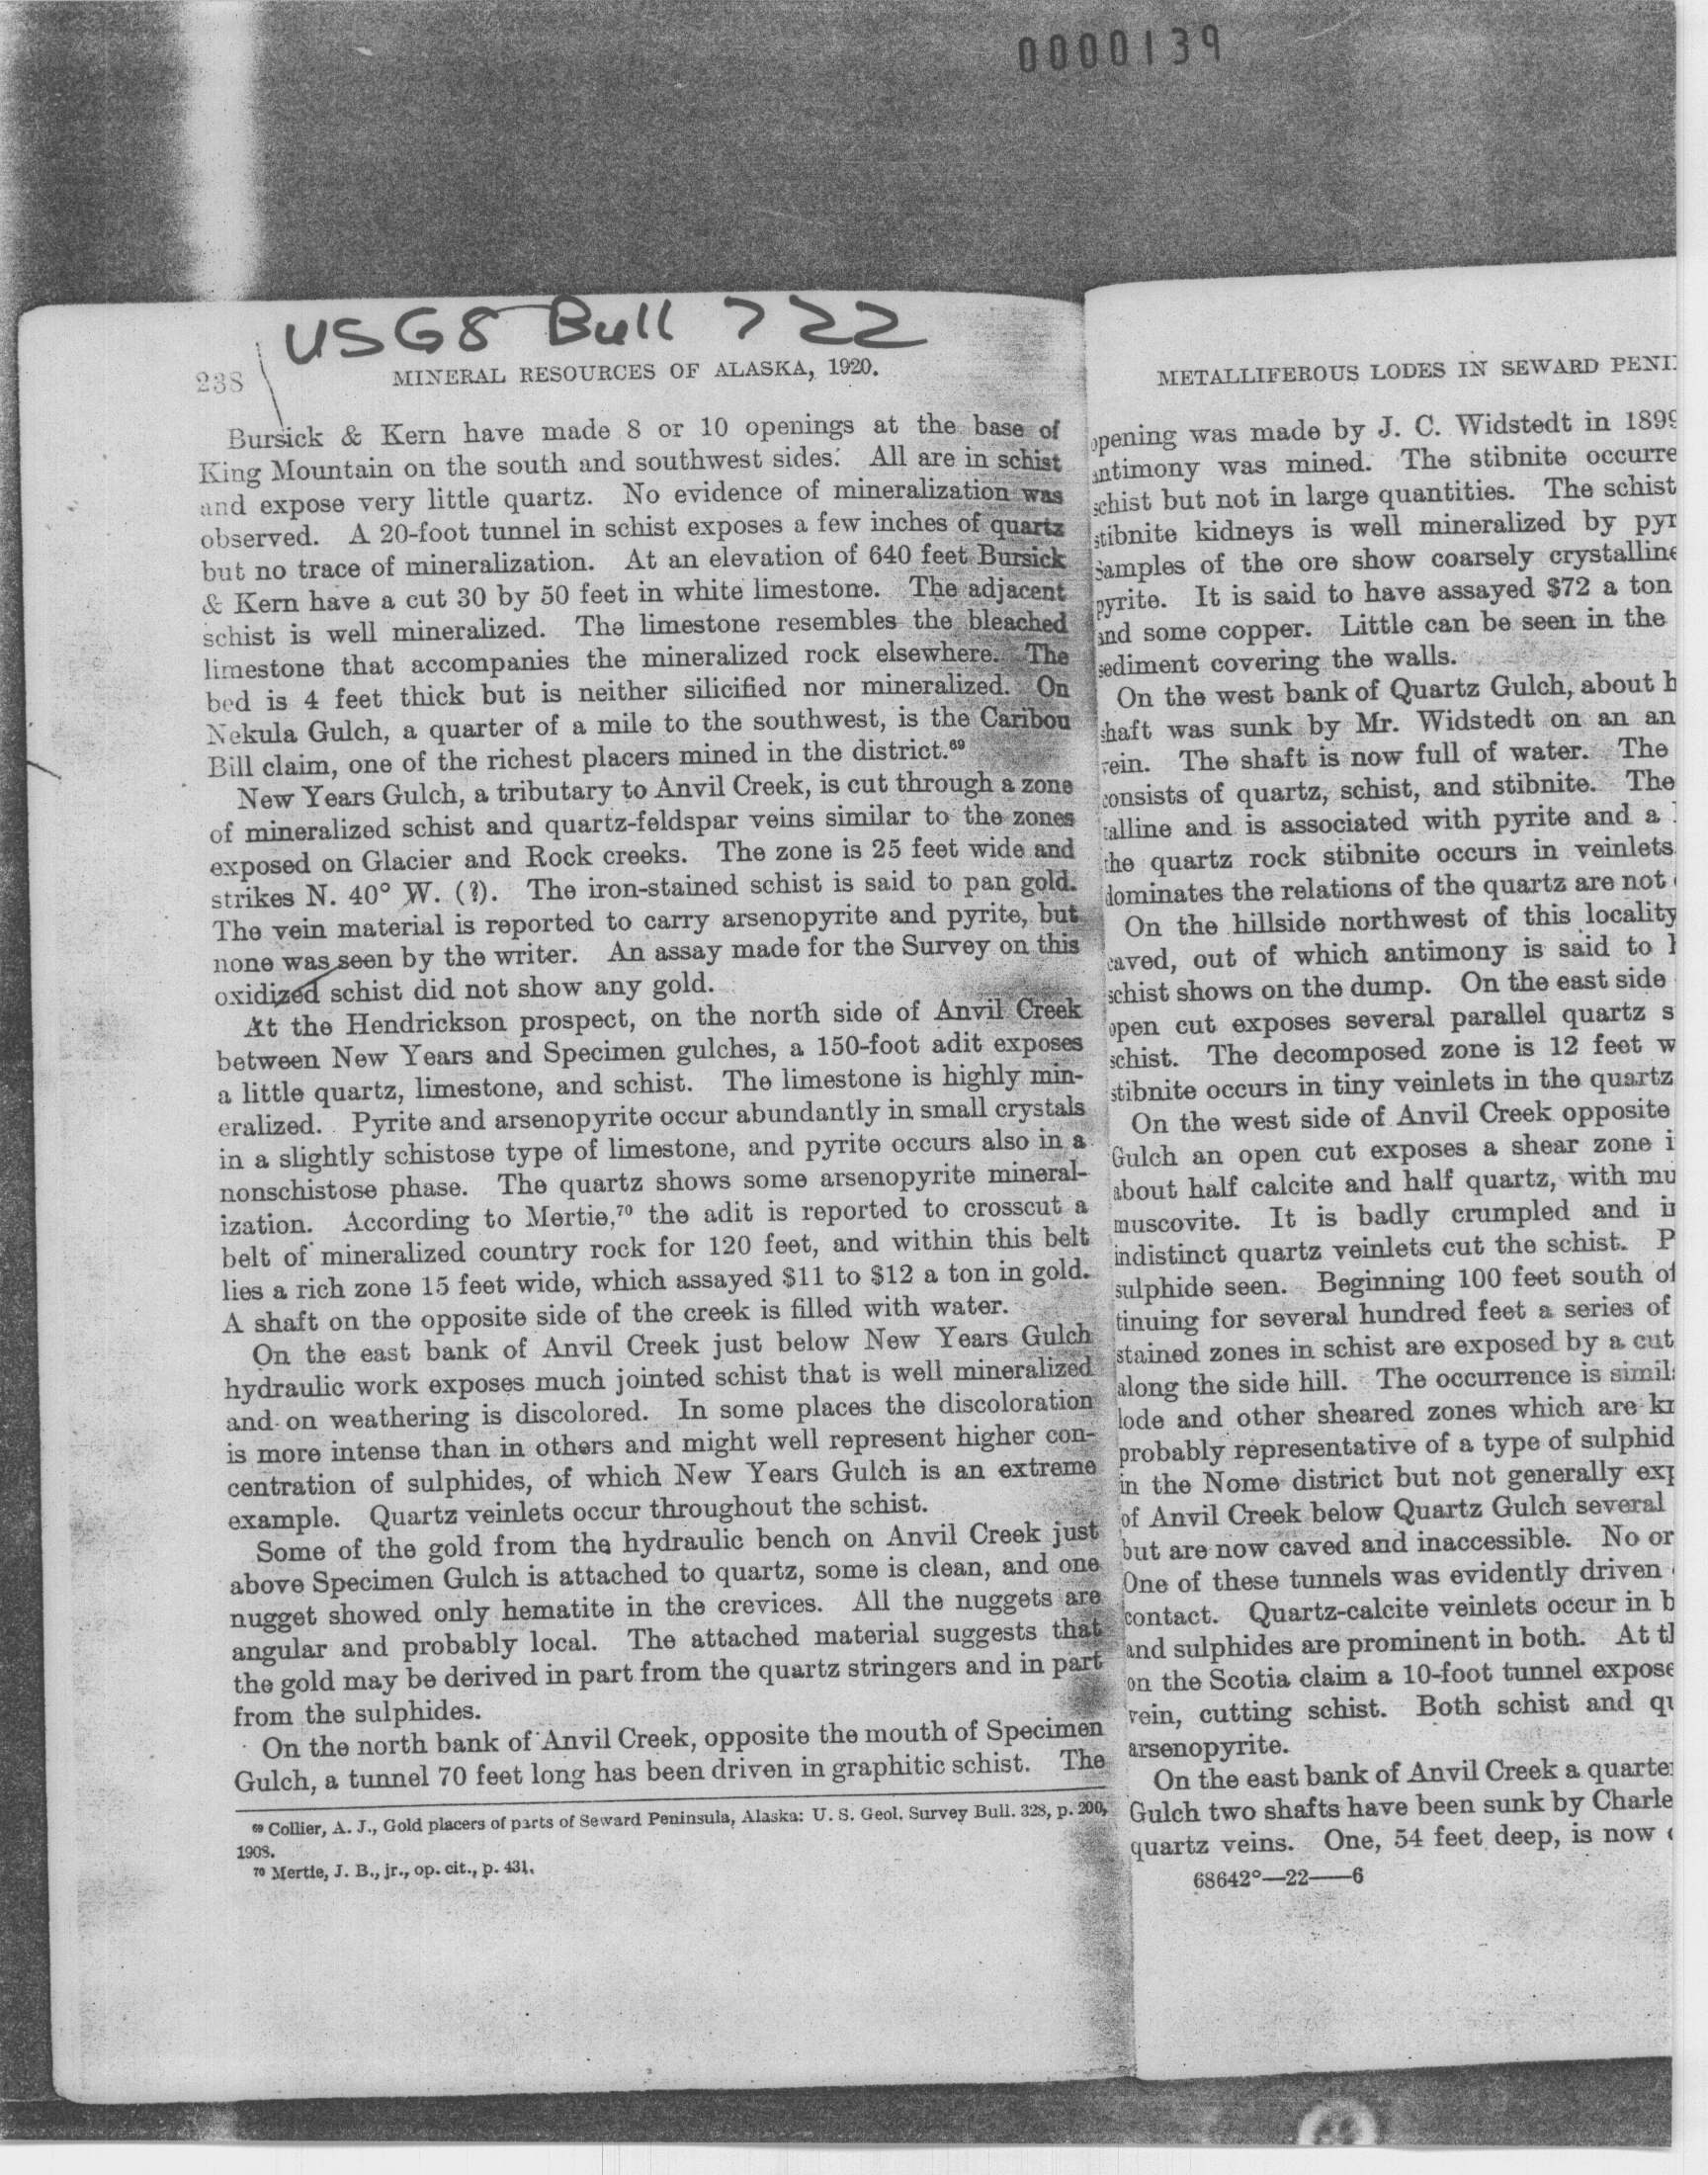 0000139
USGS Bull 722
238
MINERAL RESOURCES OF ALASKA, 1920.
Bursick & Kern have made 8 or 10 openings at the base of
King Mountain on the south and southwest sides. All are in schist
and expose very little quartz. No evidence of mineralization was
observed. A 20-foot tunnel in schist exposes a few inches of quartz
but no trace of mineralization. At an elevation of 640 feet Bursick
& Kern have a cut 30 by 50 feet in white limestone. The adjacent
schist is well mineralized. The limestone resembles the bleached
limestone that accompanies the mineralized rock elsewhere. The
bed is 4 feet thick but is neither silicified nor mineralized. On
Nekula Gulch, a quarter of a mile to the southwest, is the Caribou
Bill claim, one of the richest placers mined in the district.⁶⁹
New Years Gulch, a tributary to Anvil Creek, is cut through a zone
of mineralized schist and quartz-feldspar veins similar to the zones
exposed on Glacier and Rock creeks. The zone is 25 feet wide and
strikes N. 40° W. (?). The iron-stained schist is said to pan gold.
The vein material is reported to carry arsenopyrite and pyrite, but
none was seen by the writer. An assay made for the Survey on this
oxidized schist did not show any gold.
At the Hendrickson prospect, on the north side of Anvil Creek
between New Years and Specimen gulches, a 150-foot adit exposes
a little quartz, limestone, and schist. The limestone is highly min-
eralized. Pyrite and arsenopyrite occur abundantly in small crystals
in a slightly schistose type of limestone, and pyrite occurs also in a
nonschistose phase. The quartz shows some arsenopyrite mineral-
ization. According to Mertie,⁷⁰ the adit is reported to crosscut a
belt of mineralized country rock for 120 feet, and within this belt
lies a rich zone 15 feet wide, which assayed $11 to $12 a ton in gold.
A shaft on the opposite side of the creek is filled with water.
On the east bank of Anvil Creek just below New Years Gulch
hydraulic work exposes much jointed schist that is well mineralized
and on weathering is discolored. In some places the discoloration
is more intense than in others and might well represent higher con-
centration of sulphides, of which New Years Gulch is an extreme
example. Quartz veinlets occur throughout the schist.
Some of the gold from the hydraulic bench on Anvil Creek just
above Specimen Gulch is attached to quartz, some is clean, and one
nugget showed only hematite in the crevices. All the nuggets are
angular and probably local. The attached material suggests that
the gold may be derived in part from the quartz stringers and in part
from the sulphides.
On the north bank of Anvil Creek, opposite the mouth of Specimen
Gulch, a tunnel 70 feet long has been driven in graphitic schist. The
⁶⁹ Collier, A. J., Gold placers of parts of Seward Peninsula, Alaska: U. S. Geol. Survey Bull. 328, p. 200,
1908.
⁷⁰ Mertie, J. B., jr., op. cit., p. 431.
METALLIFEROUS LODES IN SEWARD PENI
opening was made by J. C. Widstedt in 1899
antimony was mined. The stibnite occurre
schist but not in large quantities. The schist
stibnite kidneys is well mineralized by pyr
Samples of the ore show coarsely crystalline
pyrite. It is said to have assayed $72 a ton
and some copper. Little can be seen in the
sediment covering the walls.
On the west bank of Quartz Gulch, about h
shaft was sunk by Mr. Widstedt on an an
vein. The shaft is now full of water. The
consists of quartz, schist, and stibnite. The
talline and is associated with pyrite and a
the quartz rock stibnite occurs in veinlets
dominates the relations of the quartz are not
On the hillside northwest of this locality
caved, out of which antimony is said to h
schist shows on the dump. On the east side
open cut exposes several parallel quartz s
schist. The decomposed zone is 12 feet w
stibnite occurs in tiny veinlets in the quartz
On the west side of Anvil Creek opposite
Gulch an open cut exposes a shear zone i
about half calcite and half quartz, with mu
muscovite. It is badly crumpled and in
indistinct quartz veinlets cut the schist. P
sulphide seen. Beginning 100 feet south of
tinuing for several hundred feet a series of
stained zones in schist are exposed by a cut
along the side hill. The occurrence is simil
lode and other sheared zones which are kn
probably representative of a type of sulphid
in the Nome district but not generally exp
of Anvil Creek below Quartz Gulch several
but are now caved and inaccessible. No or
One of these tunnels was evidently driven
contact. Quartz-calcite veinlets occur in b
and sulphides are prominent in both. At th
on the Scotia claim a 10-foot tunnel expose
vein, cutting schist. Both schist and qu
arsenopyrite.
On the east bank of Anvil Creek a quarte
Gulch two shafts have been sunk by Charle
quartz veins. One, 54 feet deep, is now
68642°—22——6